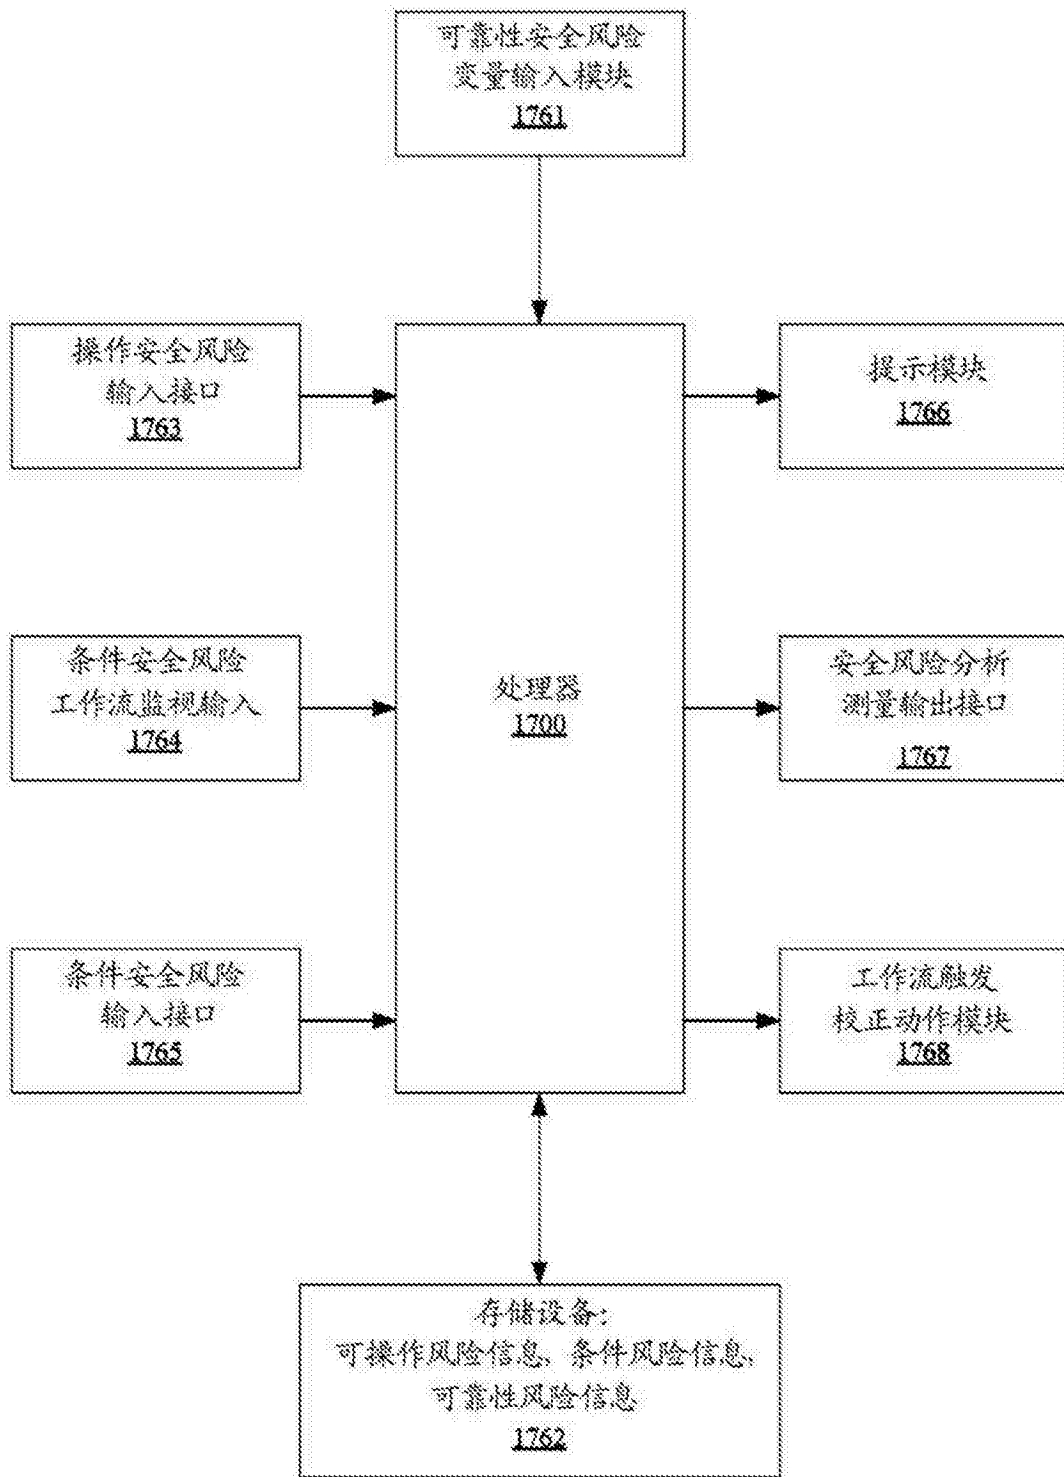 可靠性安全风险
变量输入模块
1761
操作安全风险
输入接口
1763
提示模块
1766
条件安全风险
工作流监视输入
1764
处理器
1700
安全风险分析
测量输出接口
1767
条件安全风险
输入接口
1765
工作流触发
校正动作模块
1768
存储设备:
可操作风险信息, 条件风险信息,
可靠性风险信息
1762